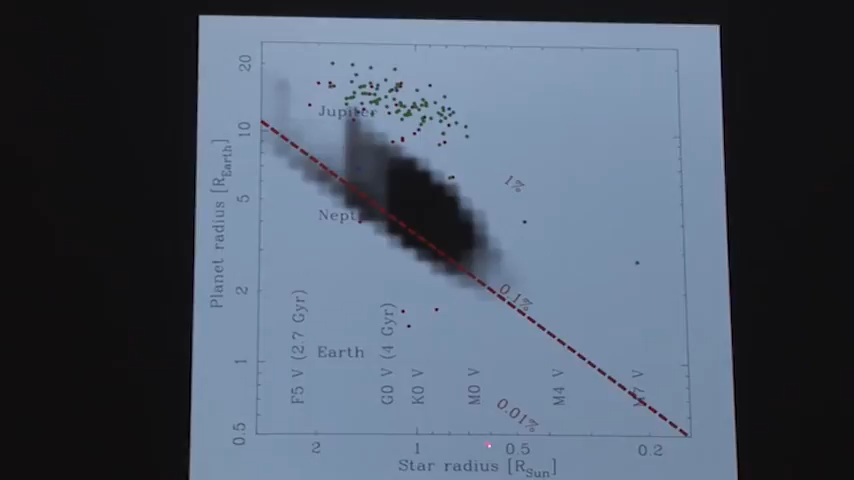 20
10
5
2
1
0.5
Planet radius [R_Earth]
Jupiter
Nept
Earth
1%
0.1%
0.01%
F5 V (2.7 Gyr)
G0 V (4 Gyr)
K0 V
M0 V
M4 V
2
1
0.5
0.2
Star radius [R_Sun]